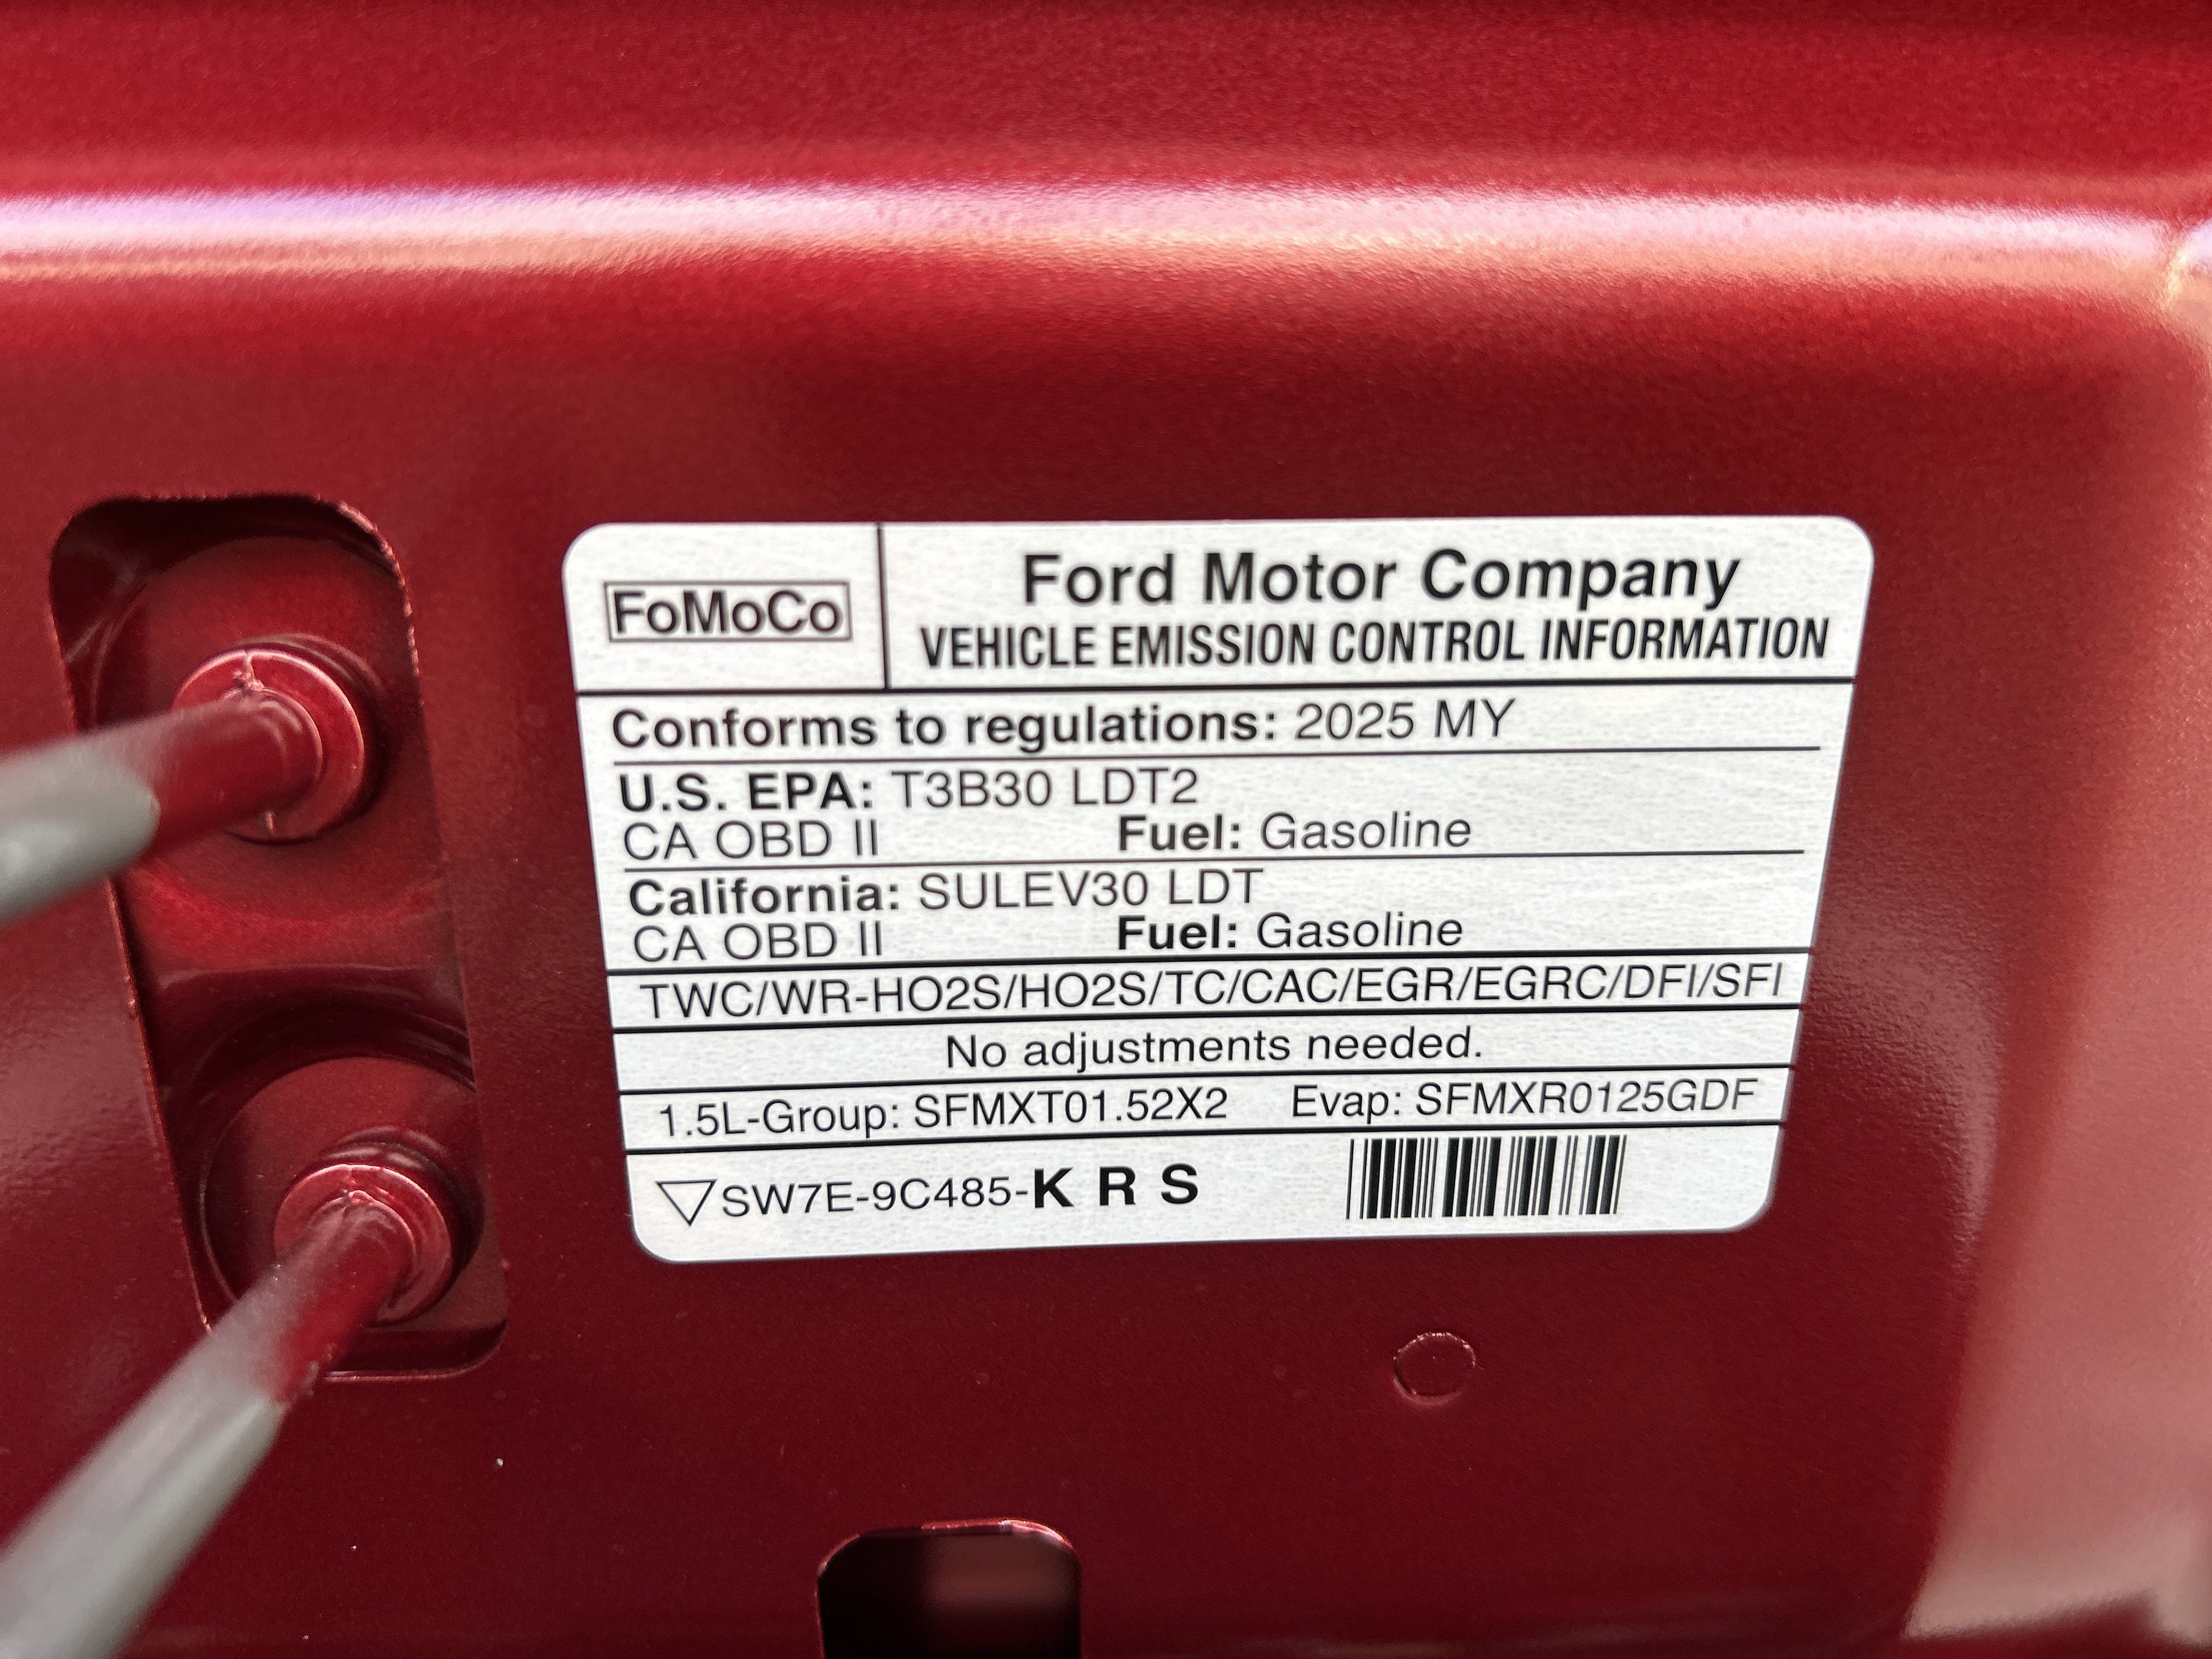 FoMoCo
Ford Motor Company
VEHICLE EMISSION CONTROL INFORMATION
Conforms to regulations: 2025 MY
U.S. EPA: T3B30 LDT2
CA OBD II Fuel: Gasoline
California: SULEV30 LDT
CA OBD II Fuel: Gasoline
TWC/WR-HO2S/HO2S/TC/CAC/EGR/EGRC/DFI/SFI
No adjustments needed.
1.5L-Group: SFMXT01.52X2 Evap: SFMXR0125GDF
▽SW7E-9C485-K R S